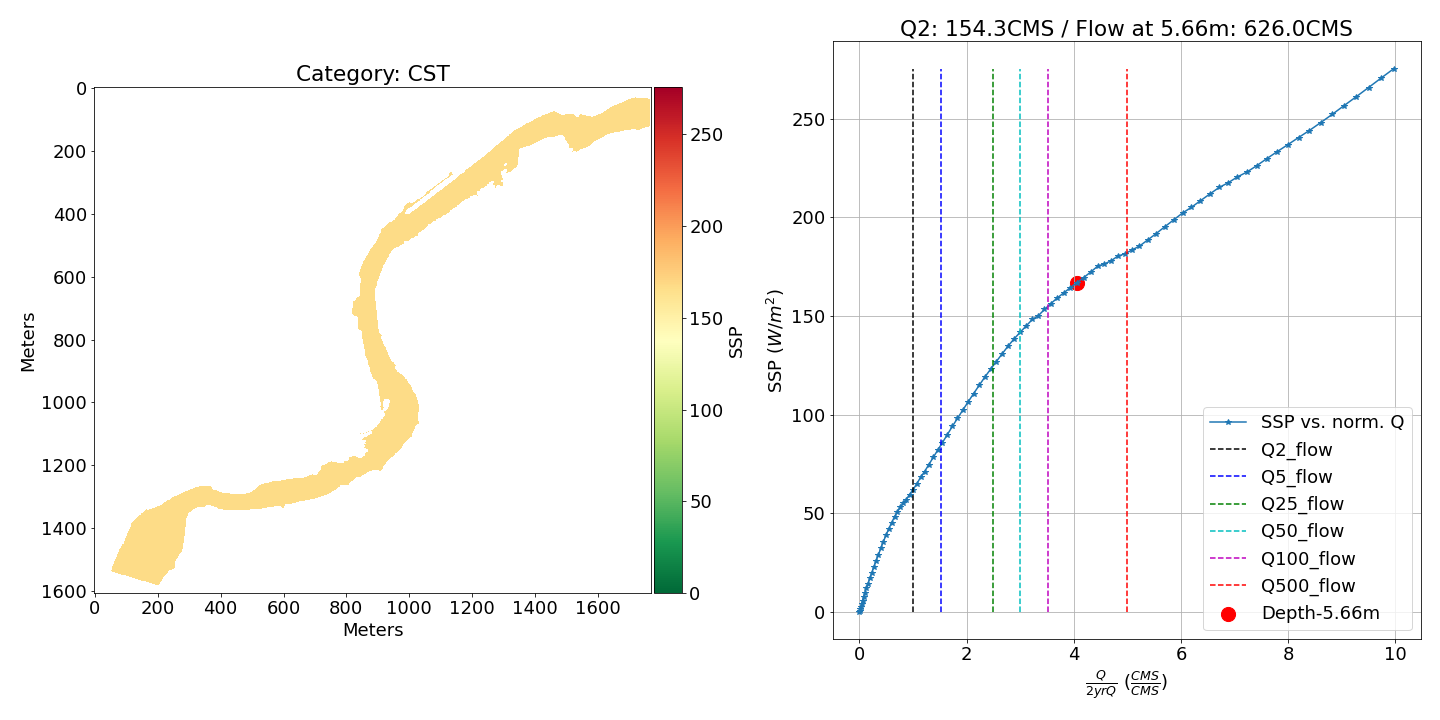 Category: CST
0
200
400
600
800
1000
1200
1400
1600
Meters
0 200 400 600 800 1000 1200 1400 1600
Meters
250
200
150
100
50
0
SSP
Q2: 154.3CMS / Flow at 5.66m: 626.0CMS
250
200
150
100
50
0
SSP (W/m²)
SSP vs. norm. Q
Q2_flow
Q5_flow
Q25_flow
Q50_flow
Q100_flow
Q500_flow
Depth-5.66m
0 2 4 6 8 10
Q/2yrQ (CMS/CMS)